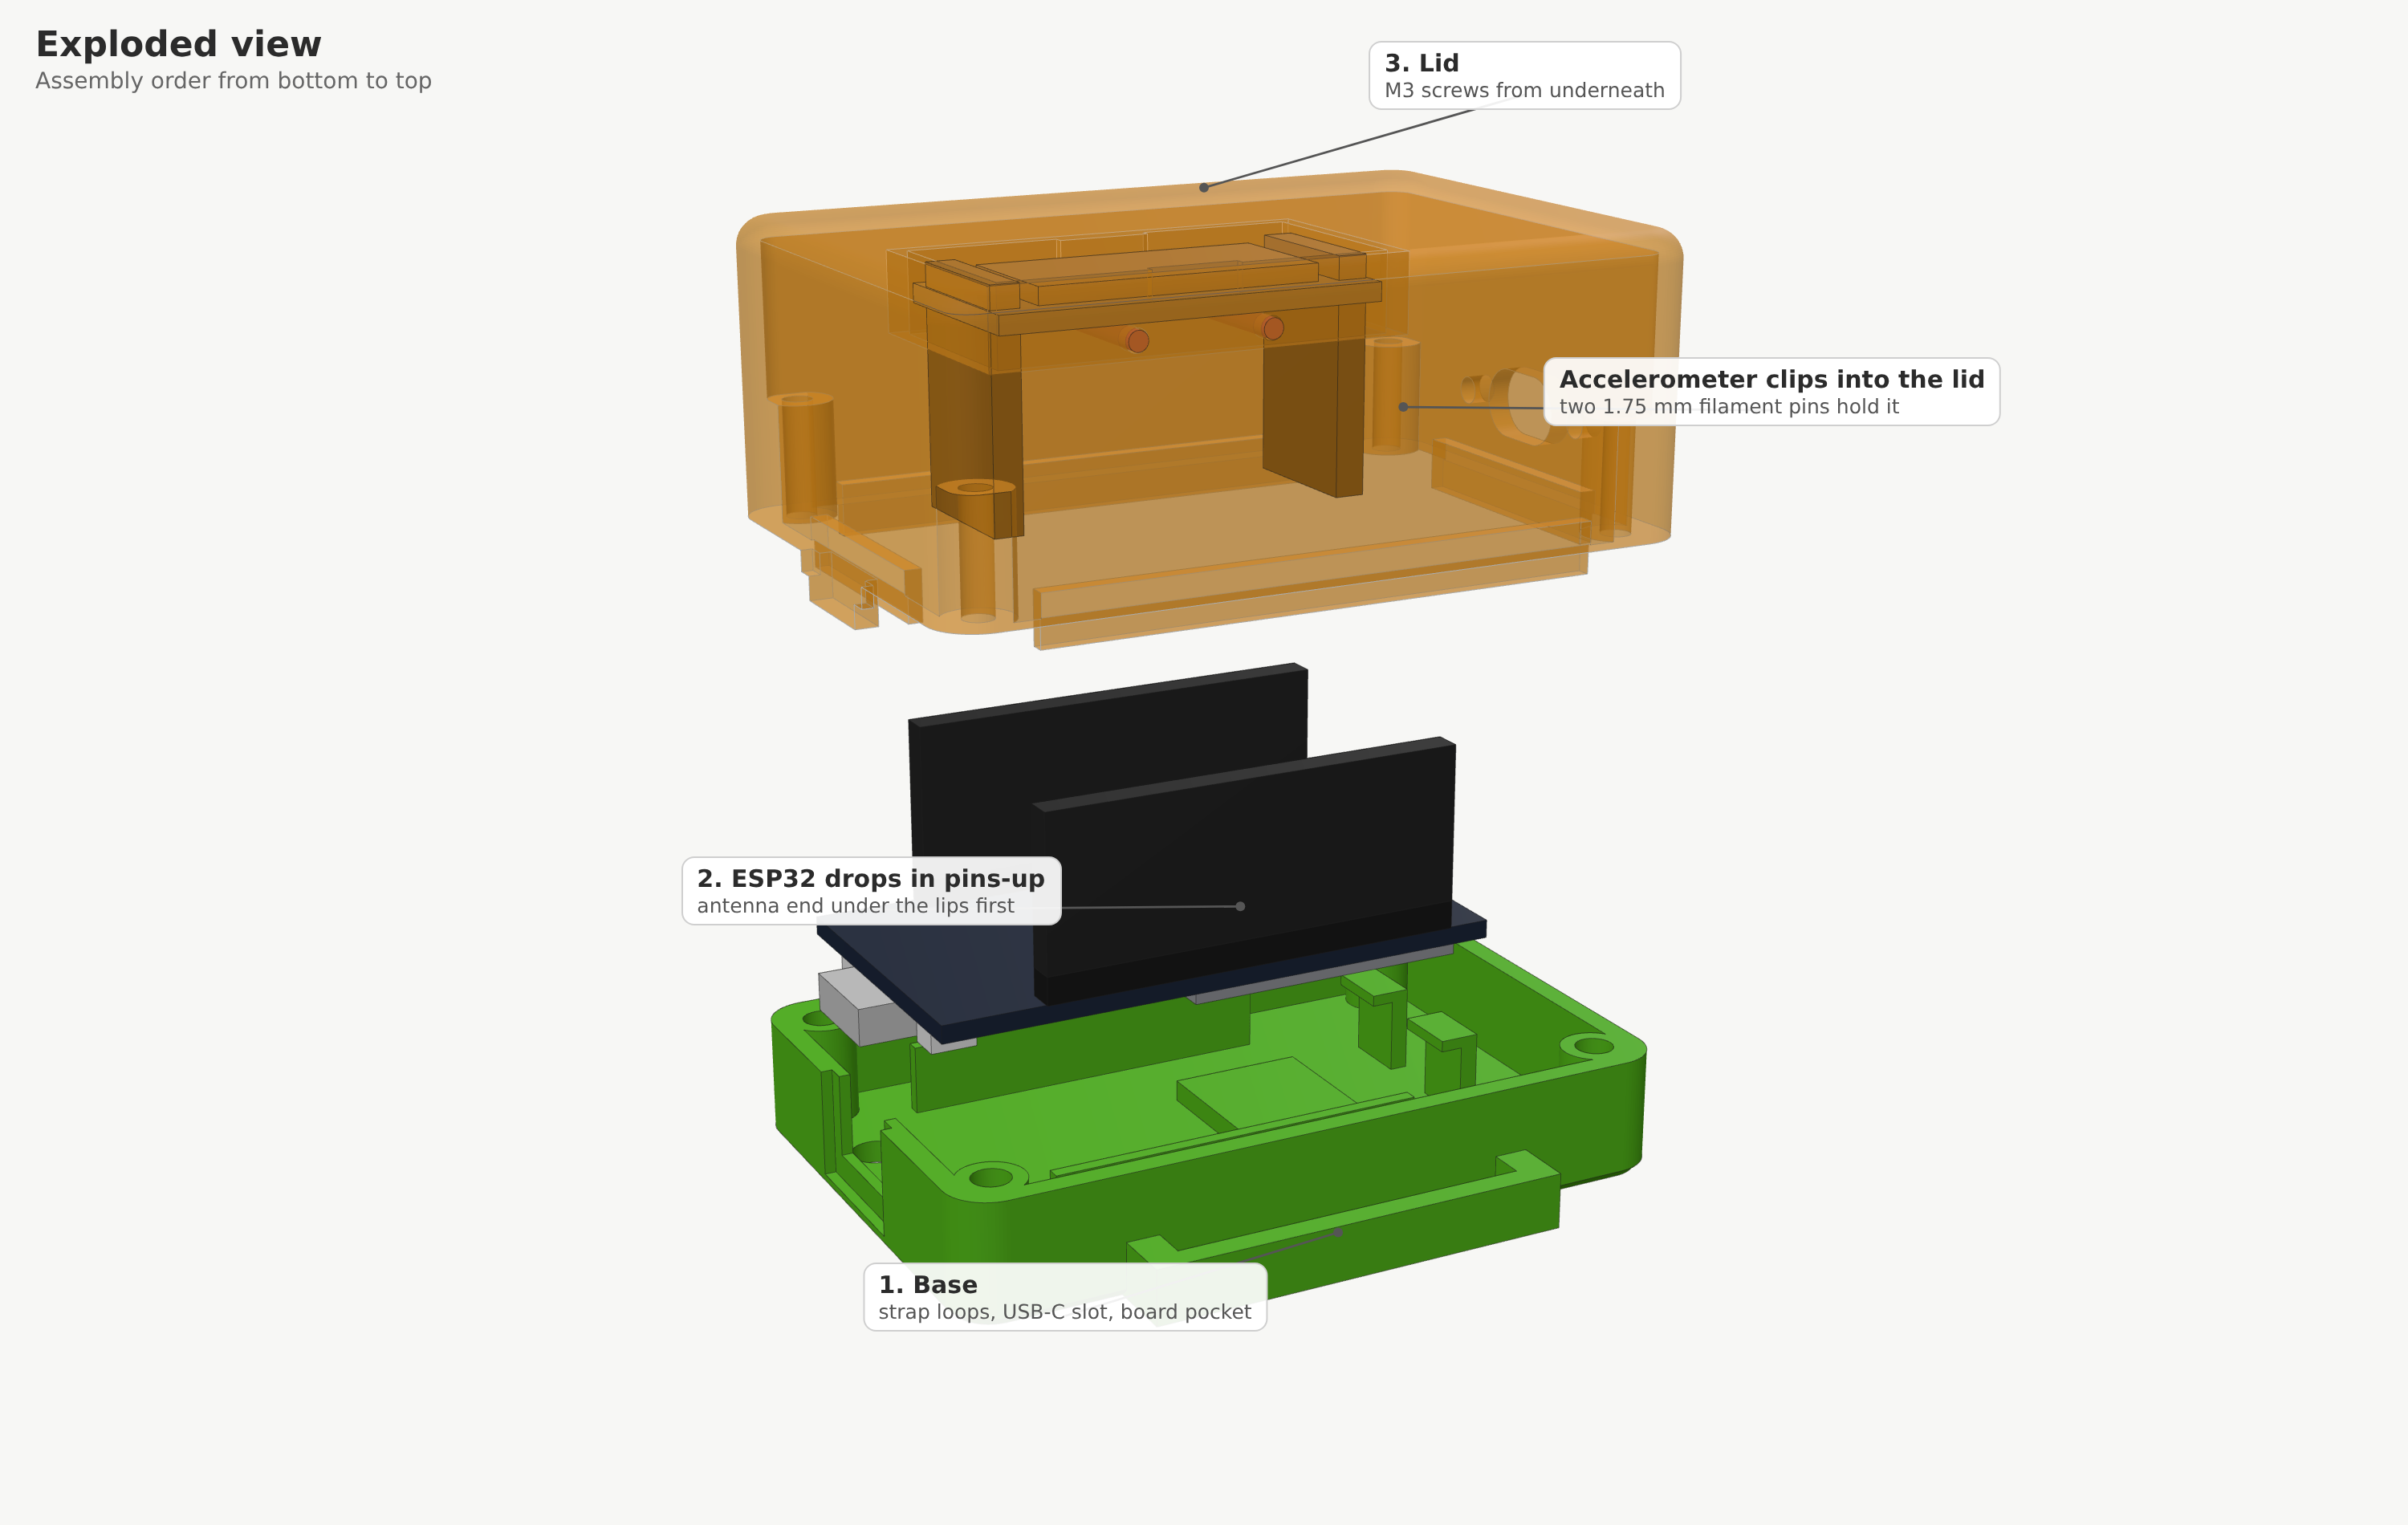 Exploded view
Assembly order from bottom to top
3. Lid
M3 screws from underneath
Accelerometer clips into the lid
two 1.75 mm filament pins hold it
2. ESP32 drops in pins-up
antenna end under the lips first
1. Base
strap loops, USB-C slot, board pocket